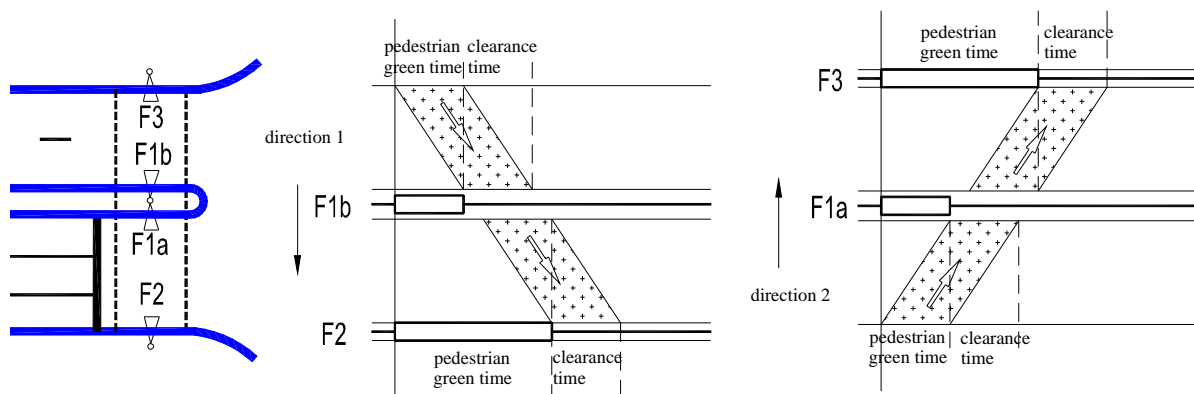 F3
F1b
F1a
F2
direction 1
pedestrian
green time
clearance
time
F1b
F2
pedestrian
green time
clearance
time
direction 2
pedestrian
green time
clearance
time
F3
F1a
pedestrian
green time
clearance
time